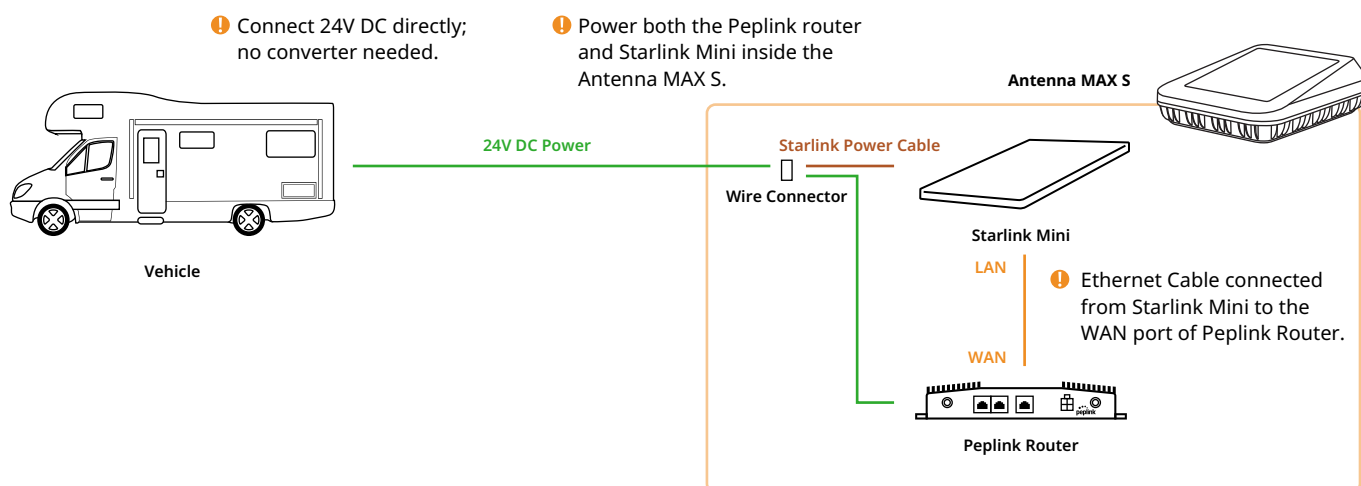 ! Connect 24V DC directly;
no converter needed.
! Power both the Peplink router
and Starlink Mini inside the
Antenna MAX S.
Antenna MAX S
24V DC Power
Starlink Power Cable
Wire Connector
Starlink Mini
Vehicle
LAN
! Ethernet Cable connected
from Starlink Mini to the
WAN port of Peplink Router.
WAN
peplink
Peplink Router